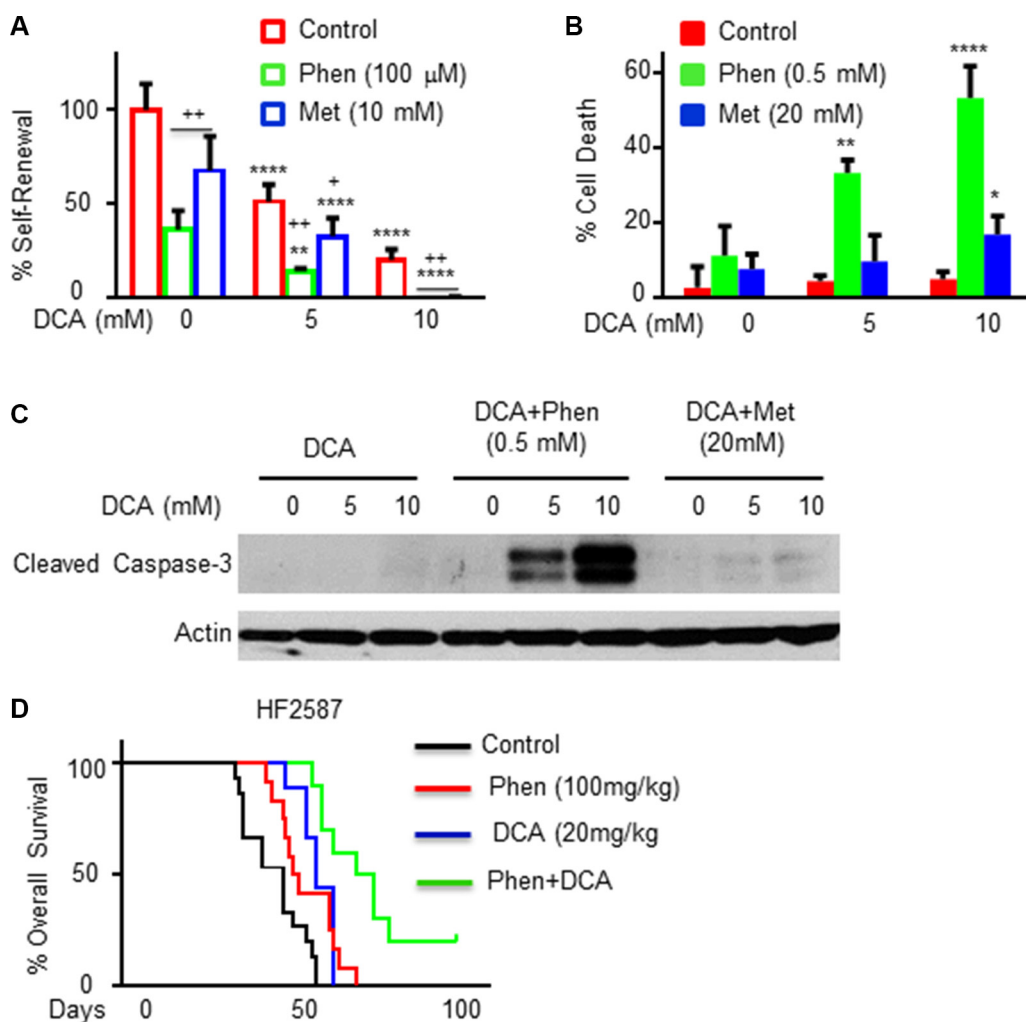 A
Control
Phen (100 µM)
Met (10 mM)
% Self-Renewal
100
50
0
++
****
++
**
+
****
****
++
****
DCA (mM) 0 5 10
B
Control
Phen (0.5 mM)
Met (20 mM)
% Cell Death
60
40
20
0
**
****
*
DCA (mM) 0 5 10
C
DCA
DCA+Phen
(0.5 mM)
DCA+Met
(20mM)
DCA (mM) 0 5 10 0 5 10 0 5 10
Cleaved Caspase-3
Actin
D
HF2587
Control
Phen (100mg/kg)
DCA (20mg/kg
Phen+DCA
% Overall Survival
100
50
0
Days 0 50 100